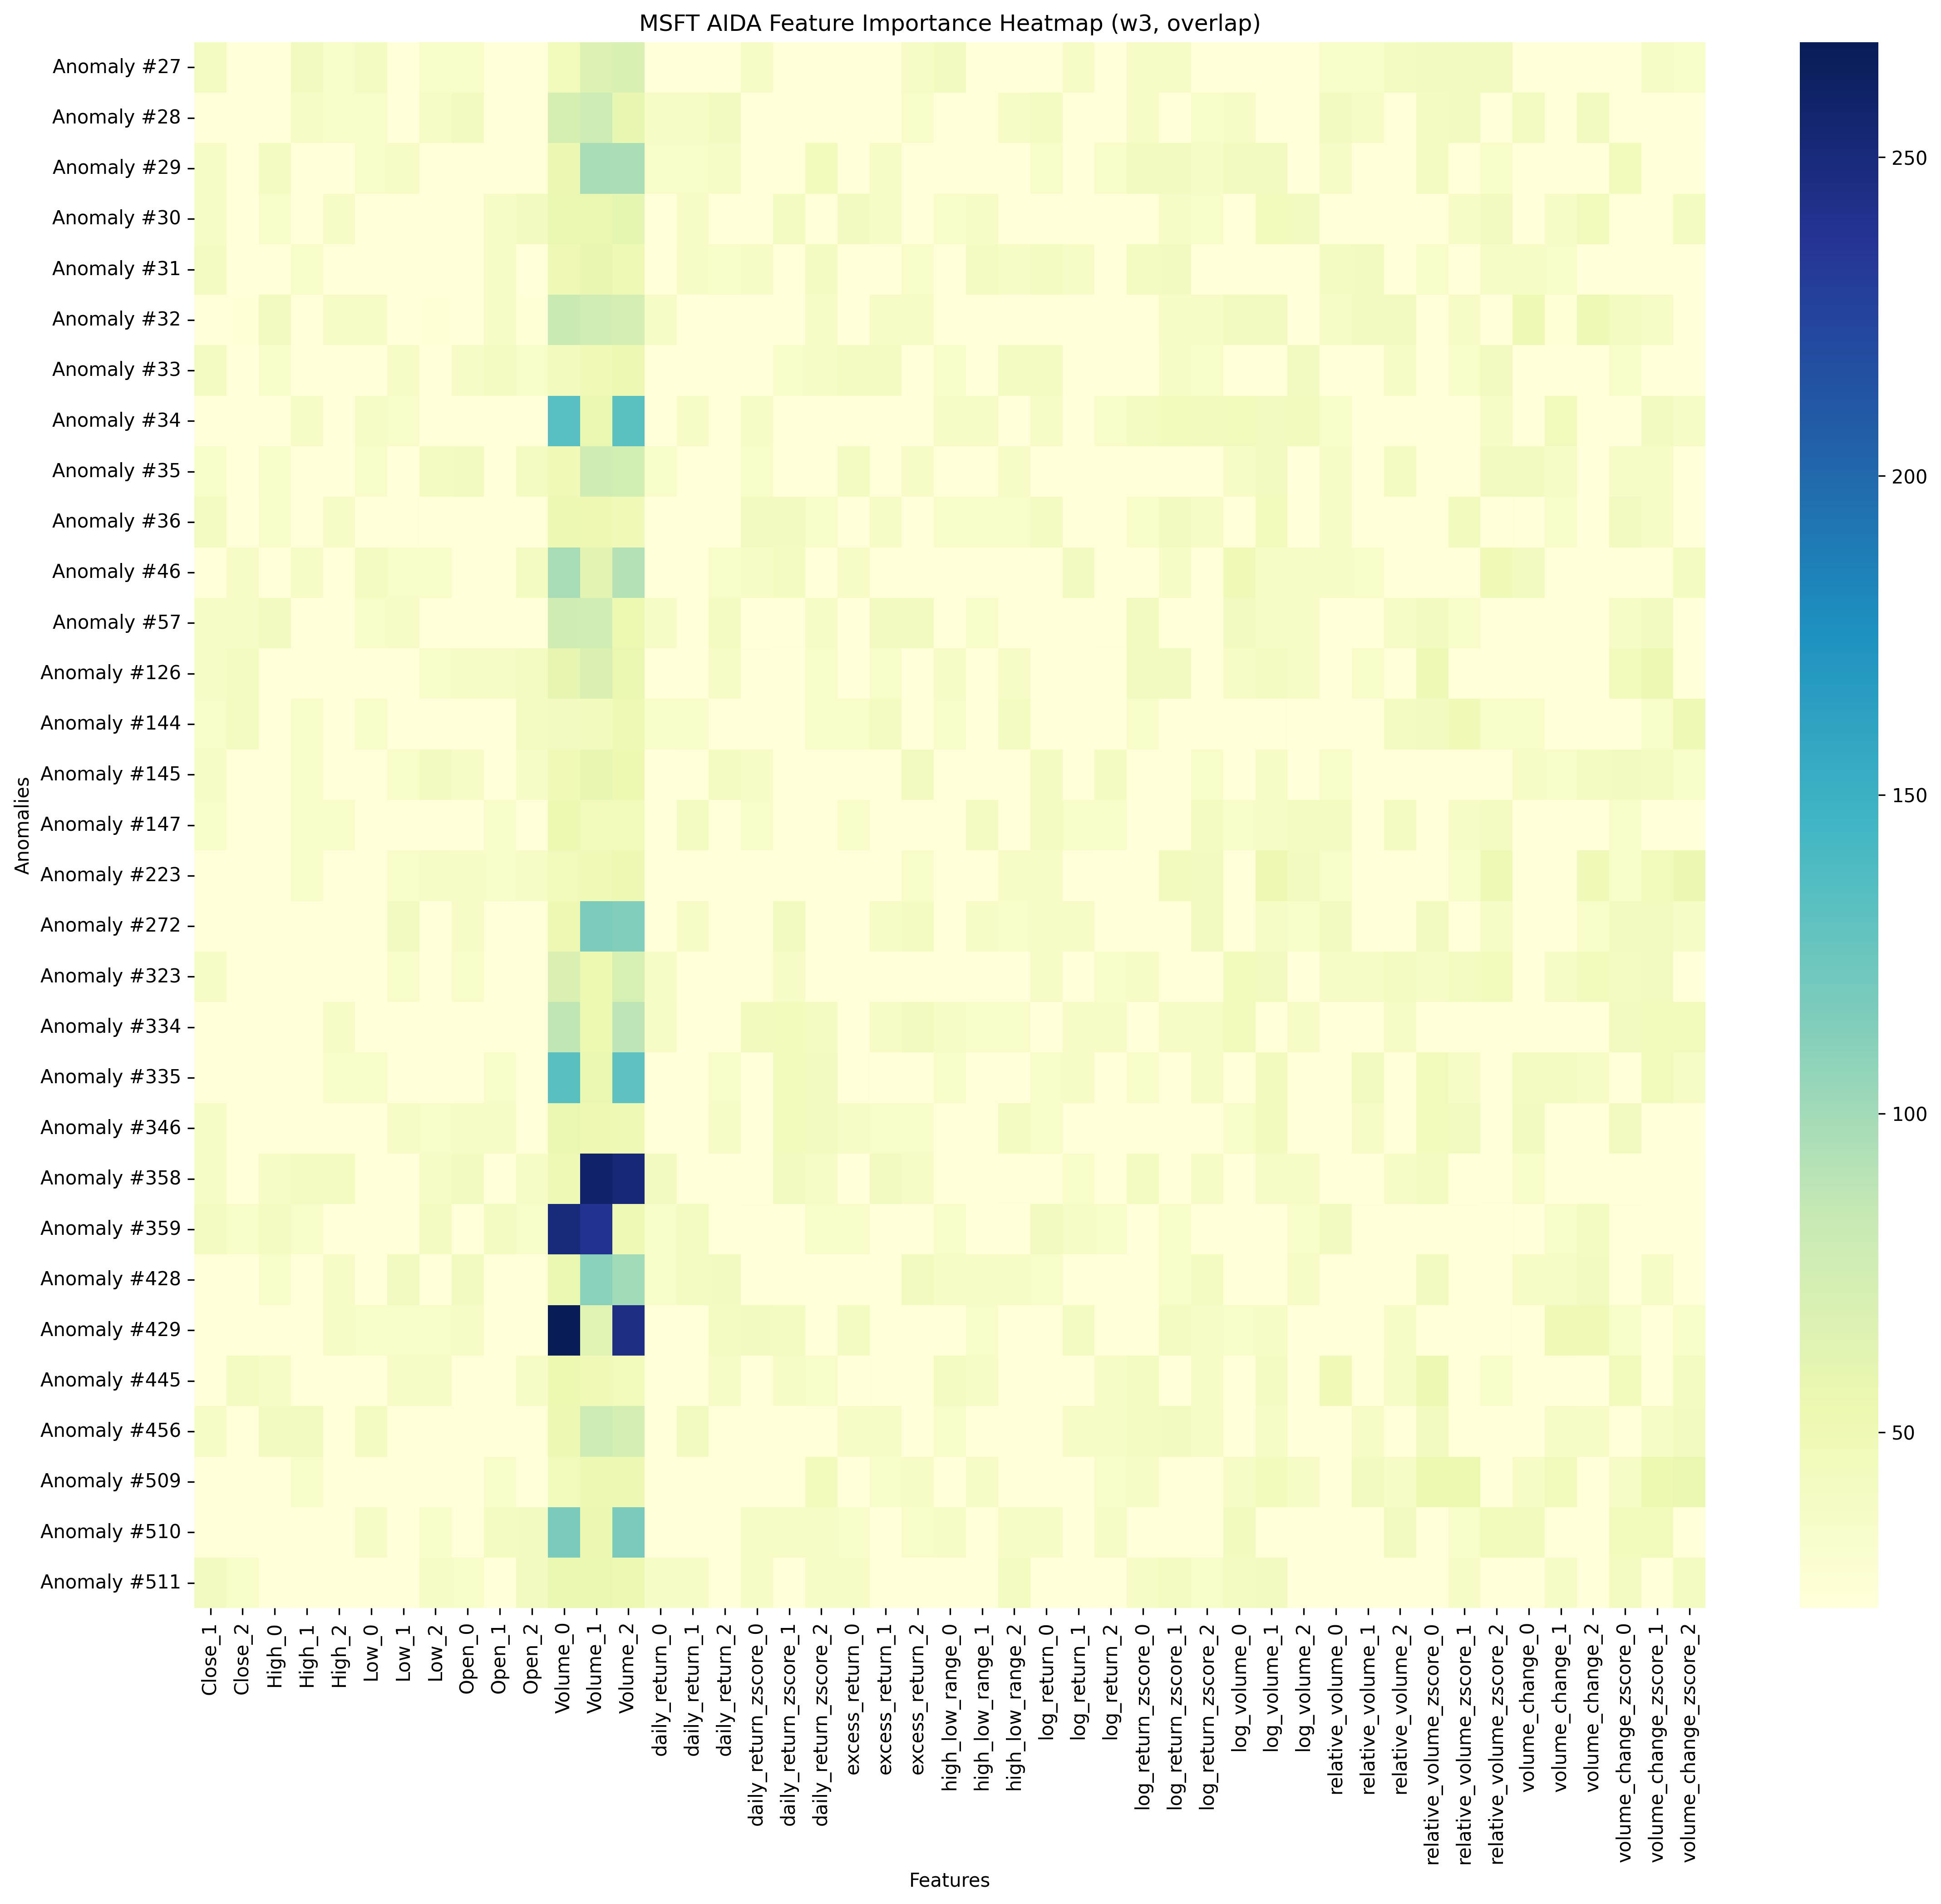 MSFT AIDA Feature Importance Heatmap (w3, overlap)
Anomalies
Anomaly #27
Anomaly #28
Anomaly #29
Anomaly #30
Anomaly #31
Anomaly #32
Anomaly #33
Anomaly #34
Anomaly #35
Anomaly #36
Anomaly #46
Anomaly #57
Anomaly #126
Anomaly #144
Anomaly #145
Anomaly #147
Anomaly #223
Anomaly #272
Anomaly #323
Anomaly #334
Anomaly #335
Anomaly #346
Anomaly #358
Anomaly #359
Anomaly #428
Anomaly #429
Anomaly #445
Anomaly #456
Anomaly #509
Anomaly #510
Anomaly #511
Close_1
Close_2
High_0
High_1
High_2
Low_0
Low_1
Low_2
Open_0
Open_1
Open_2
Volume_0
Volume_1
Volume_2
daily_return_0
daily_return_1
daily_return_2
daily_return_zscore_0
daily_return_zscore_1
daily_return_zscore_2
excess_return_0
excess_return_1
excess_return_2
high_low_range_0
high_low_range_1
high_low_range_2
log_return_0
log_return_1
log_return_2
log_return_zscore_0
log_return_zscore_1
log_return_zscore_2
log_volume_0
log_volume_1
log_volume_2
relative_volume_0
relative_volume_1
relative_volume_2
relative_volume_zscore_0
relative_volume_zscore_1
relative_volume_zscore_2
volume_change_0
volume_change_1
volume_change_2
volume_change_zscore_0
volume_change_zscore_1
volume_change_zscore_2
Features
250
200
150
100
50